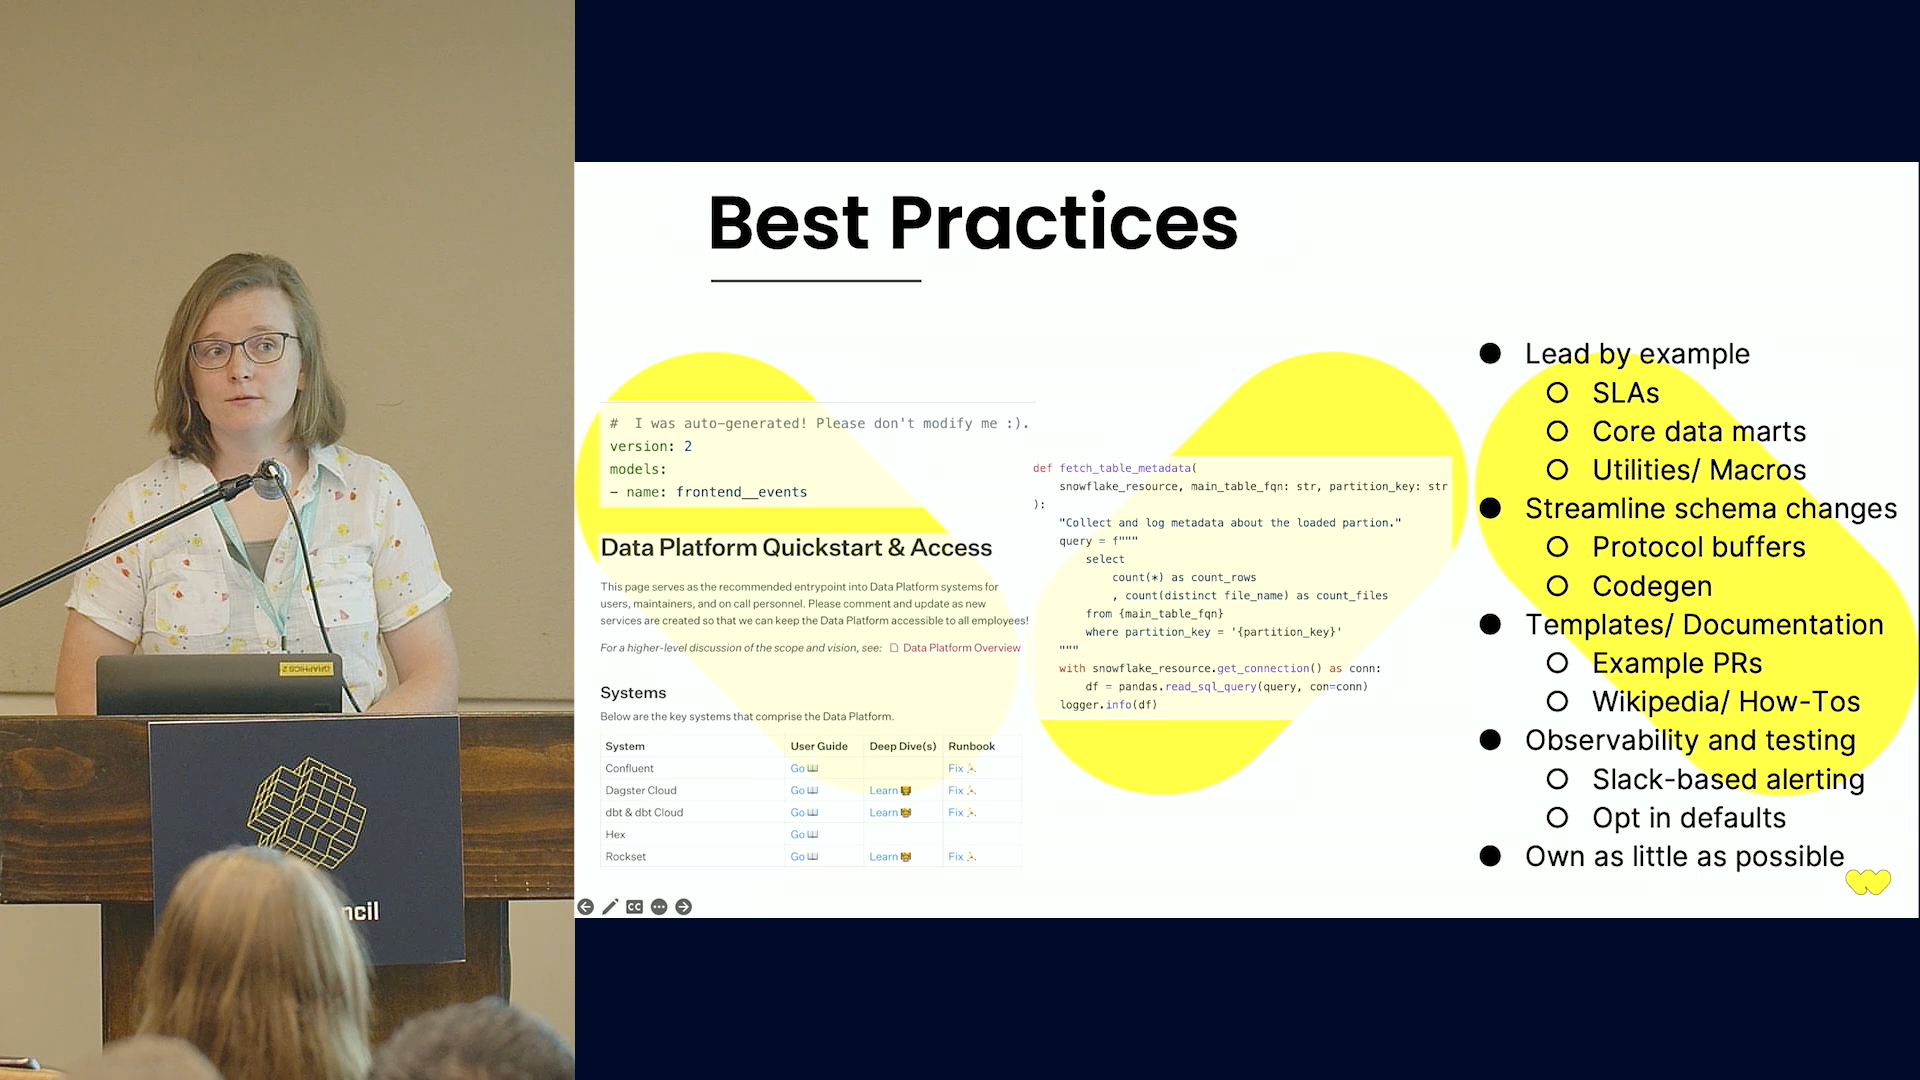 Best Practices
# I was auto-generated! Please don't modify me :).
version: 2
models:
- name: frontend__events
Data Platform Quickstart & Access
This page serves as the recommended entrypoint into Data Platform systems for
users, maintainers, and on call personnel. Please comment and update as new
services are created so that we can keep the Data Platform accessible to all employees!
For a higher-level discussion of the scope and vision, see: Data Platform Overview
Systems
Below are the key systems that comprise the Data Platform.
System User Guide Deep Dive(s) Runbook
Confluent Go Fix
Dagster Cloud Go Learn Fix
dbt & dbt Cloud Go Learn Fix
Hex Go
Rockset Go Learn Fix
def fetch_table_metadata(
snowflake_resource, main_table_fqn: str, partition_key: str
):
"Collect and log metadata about the loaded partion."
query = f"""
select
count(*) as count_rows
, count(distinct file_name) as count_files
from {main_table_fqn}
where partition_key = '{partition_key}'
"""
with snowflake_resource.get_connection() as conn:
df = pandas.read_sql_query(query, con=conn)
logger.info(df)
● Lead by example
○ SLAs
○ Core data marts
○ Utilities/ Macros
● Streamline schema changes
○ Protocol buffers
○ Codegen
● Templates/ Documentation
○ Example PRs
○ Wikipedia/ How-Tos
● Observability and testing
○ Slack-based alerting
○ Opt in defaults
● Own as little as possible
CC
GRAPHICS 2
ncil